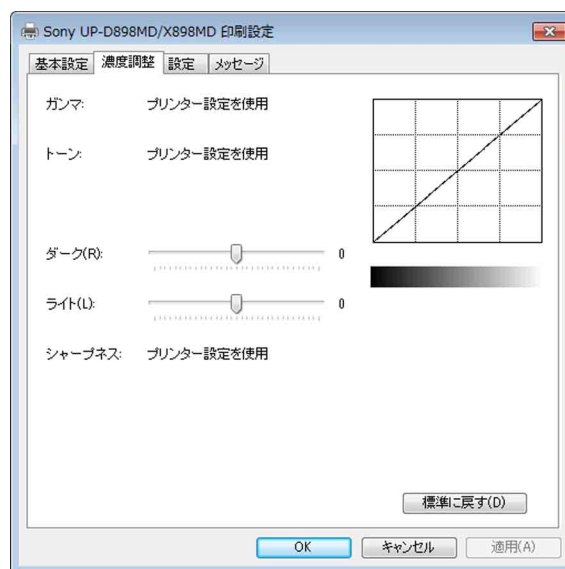 Sony UP-D898MD/X898MD 印刷設定
基本設定 濃度調整 設定 メッセージ
ガンマ: プリンター設定を使用
トーン: プリンター設定を使用
ダーク(R): 0
ライト(L): 0
シャープネス: プリンター設定を使用
標準に戻す(D)
OK キャンセル 適用(A)